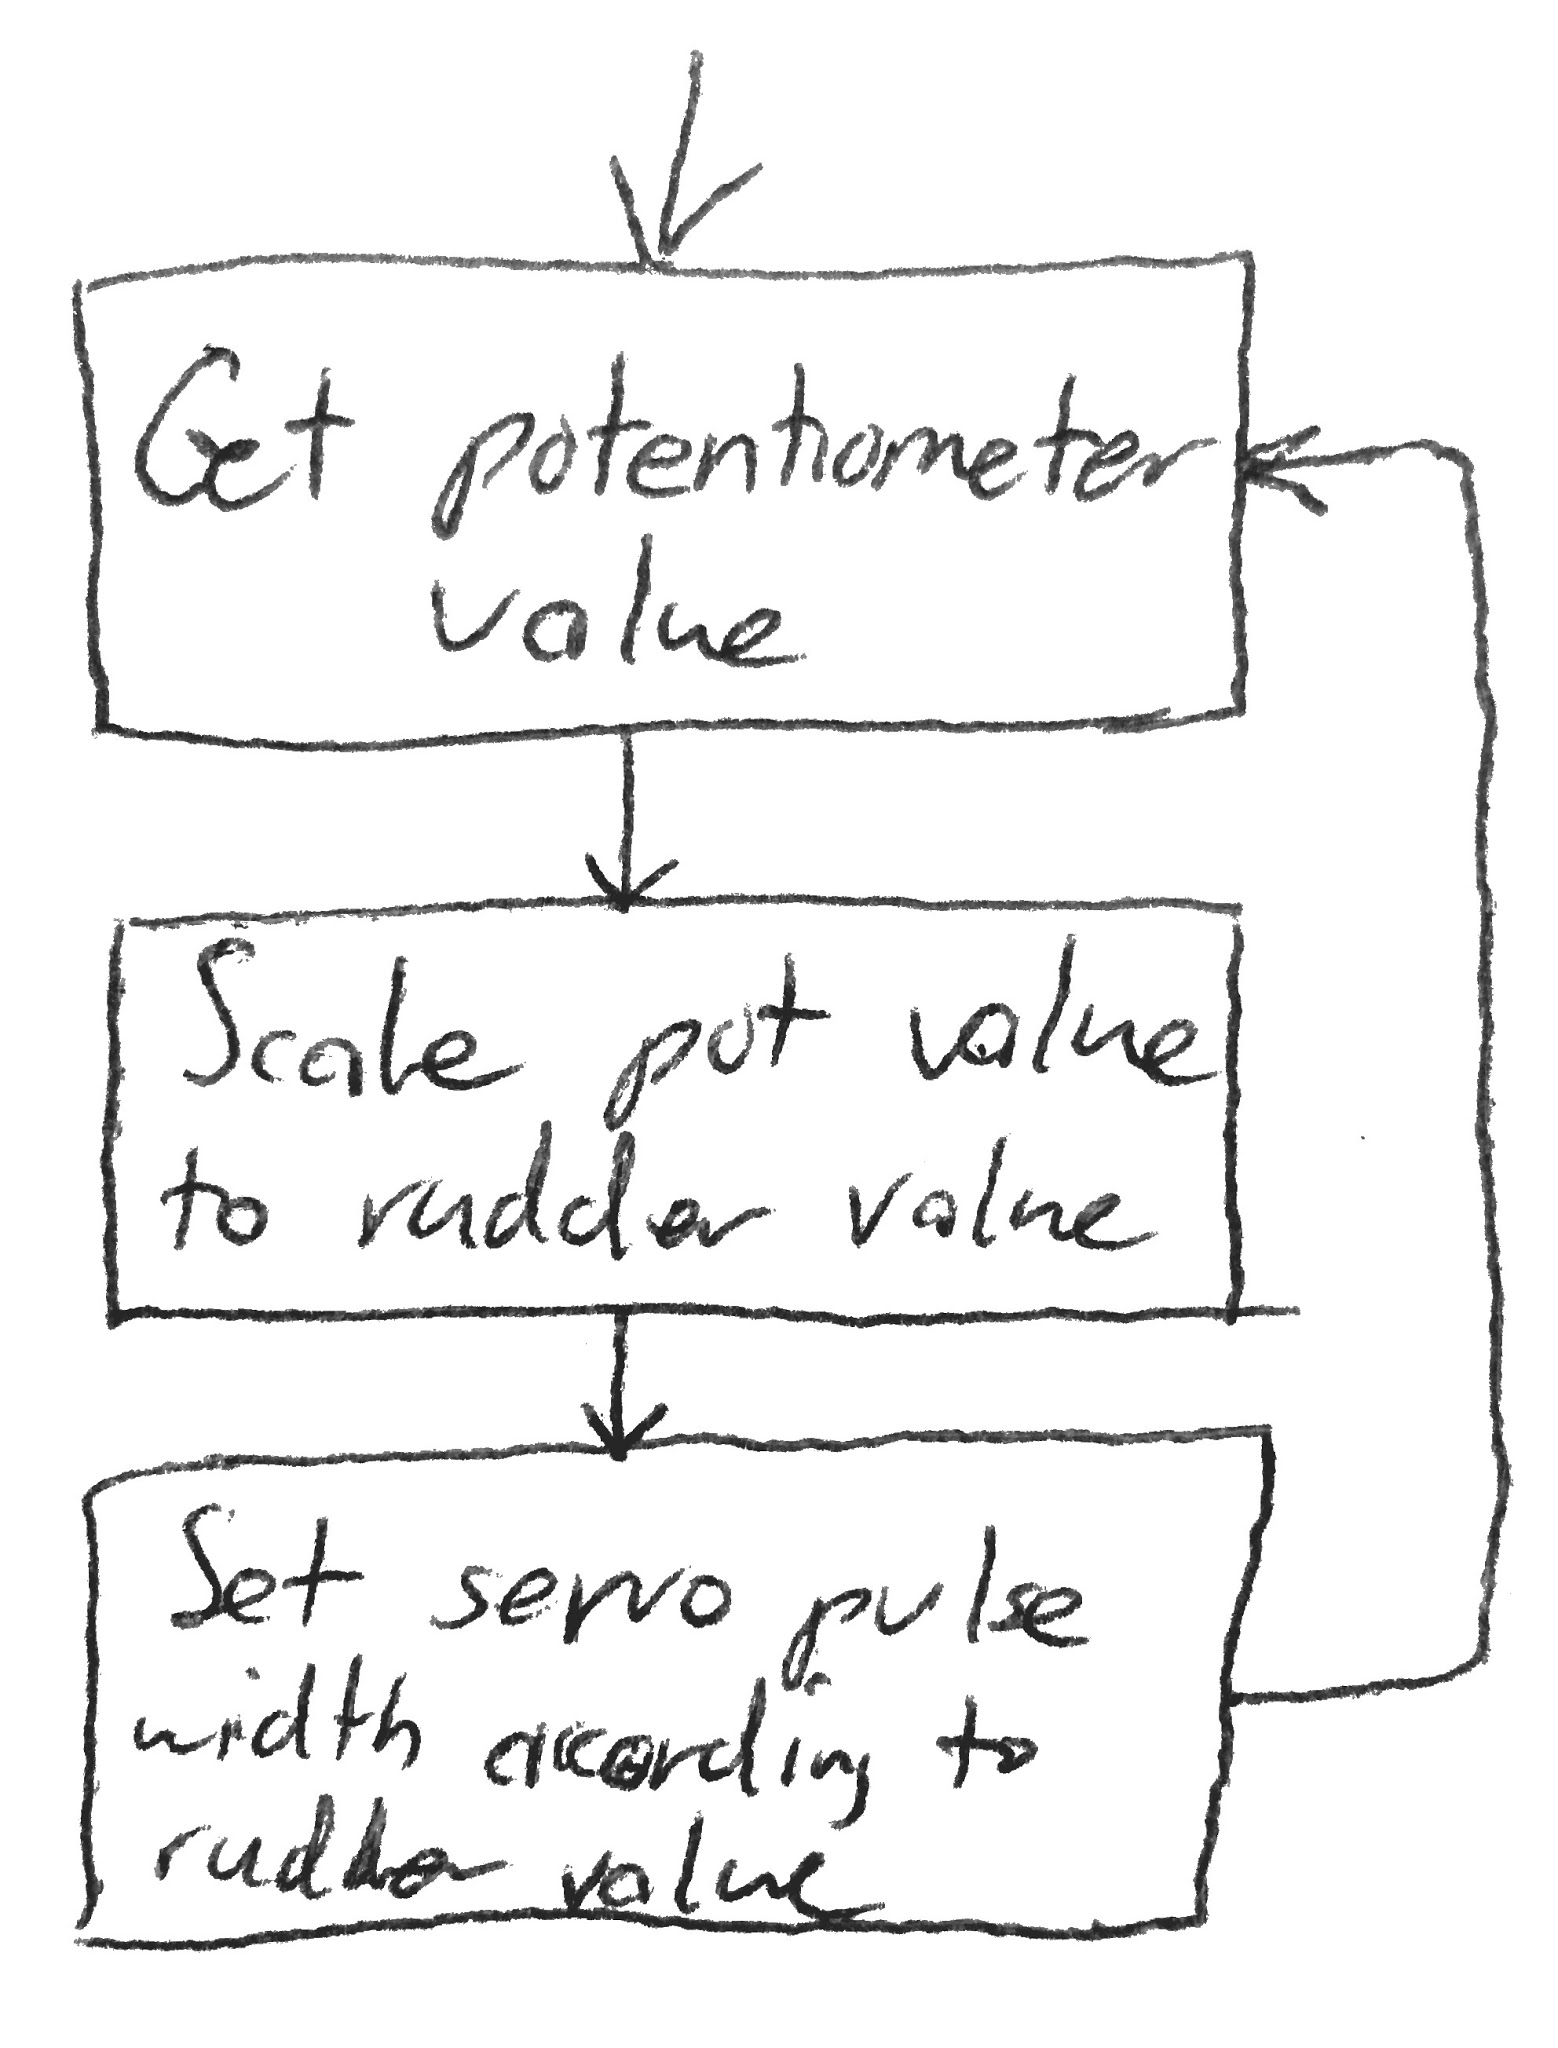 Get potentiometer
value
Scale pot value
to rudder value
Set servo pulse
width according to
rudder value